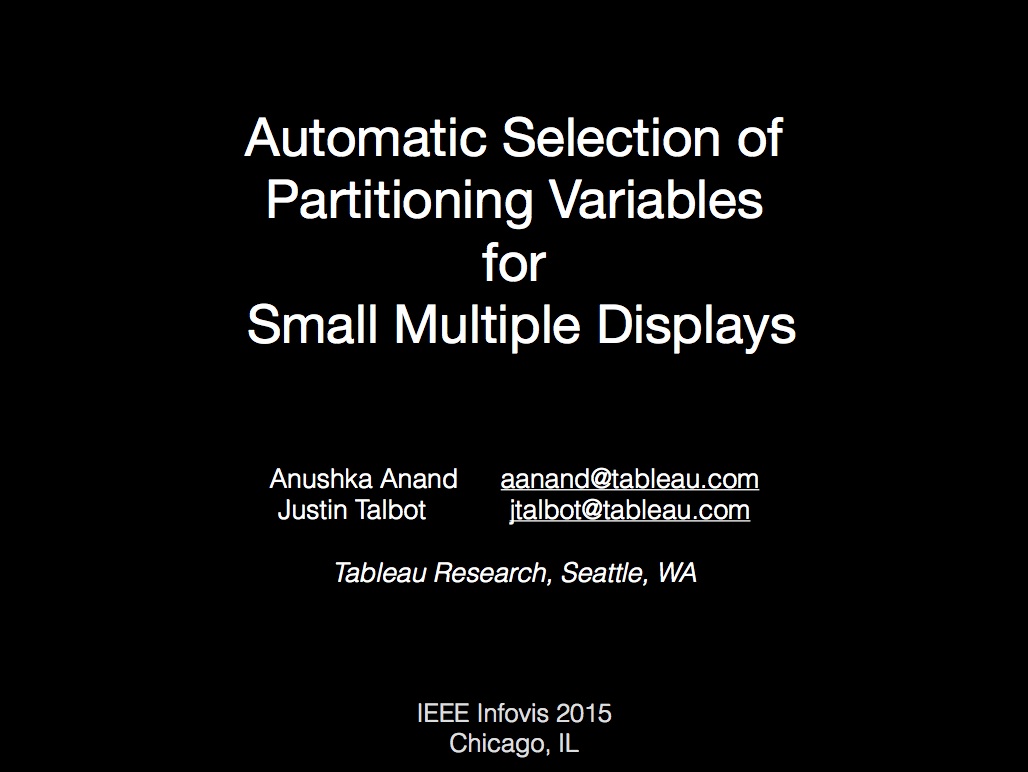 Automatic Selection of
Partitioning Variables
for
Small Multiple Displays
Anushka Anand aanand@tableau.com
Justin Talbot jtalbot@tableau.com
Tableau Research, Seattle, WA
IEEE Infovis 2015
Chicago, IL